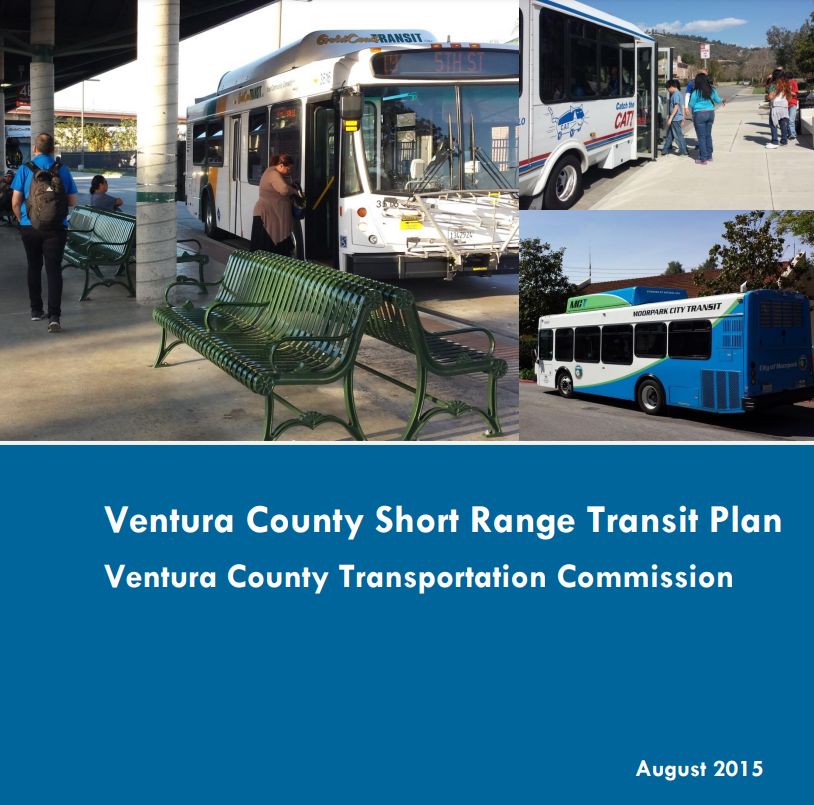 Gold Coast TRANSIT
5TH ST
Catch the
CAT!
MCT
MOORPARK CITY TRANSIT
City of Moorpark
Ventura County Short Range Transit Plan
Ventura County Transportation Commission
August 2015